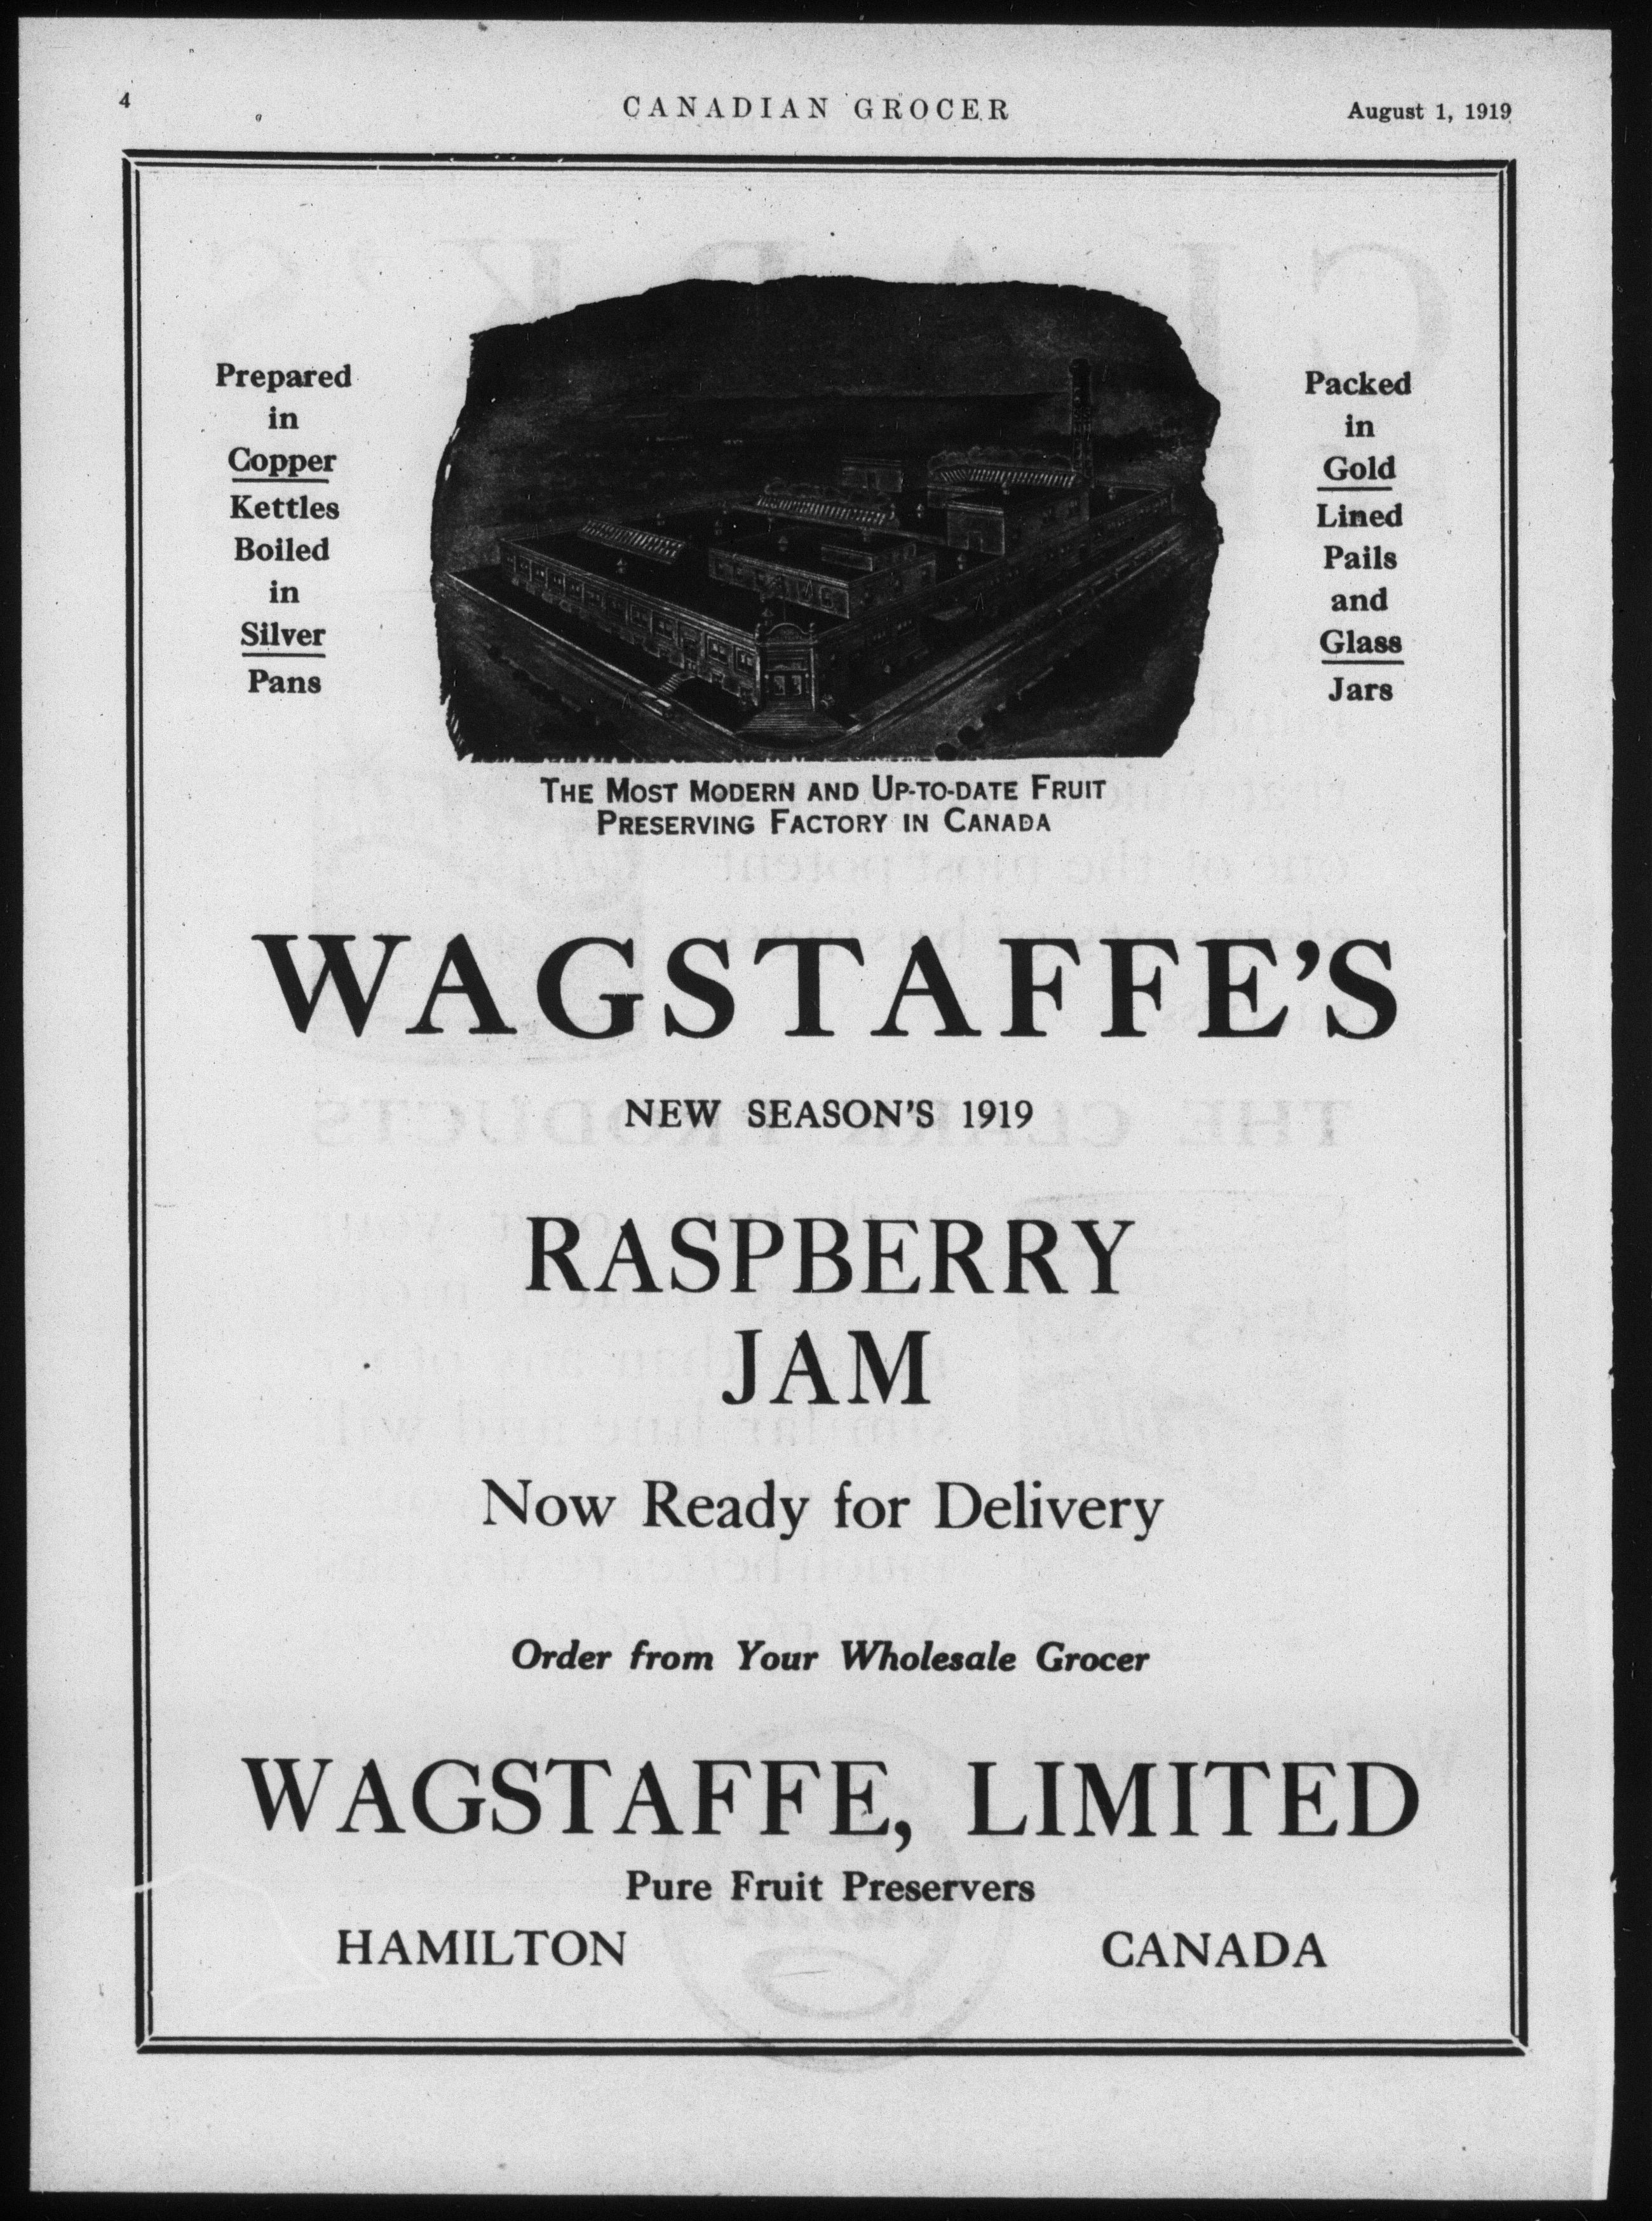 4
CANADIAN GROCER
August 1, 1919
Prepared
in
Copper
Kettles
Boiled
in
Silver
Pans
Packed
in
Gold
Lined
Pails
and
Glass
Jars
THE MOST MODERN AND UP-TO-DATE FRUIT
PRESERVING FACTORY IN CANADA
WAGSTAFFE'S
NEW SEASON'S 1919
RASPBERRY
JAM
Now Ready for Delivery
Order from Your Wholesale Grocer
WAGSTAFFE, LIMITED
Pure Fruit Preservers
HAMILTON
CANADA